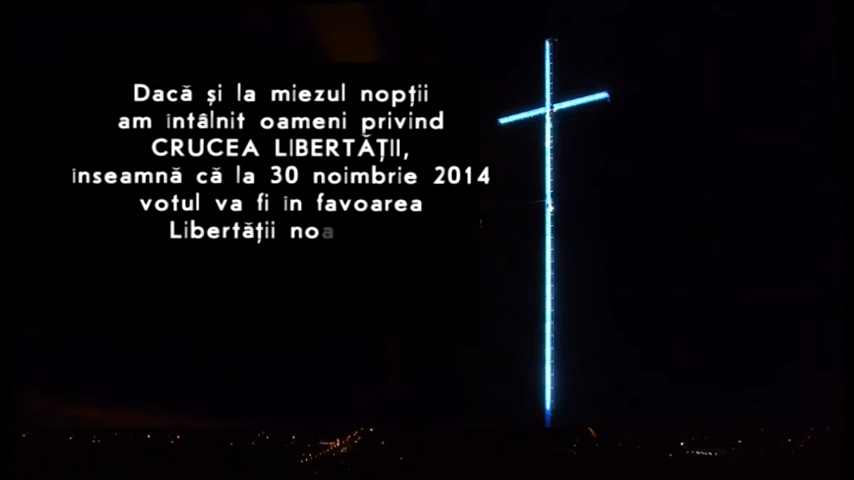 Dacă și la miezul nopții
am întâlnit oameni privind
CRUCEA LIBERTĂȚII,
înseamnă că la 30 noimbrie 2014
votul va fi în favoarea
Libertății noa